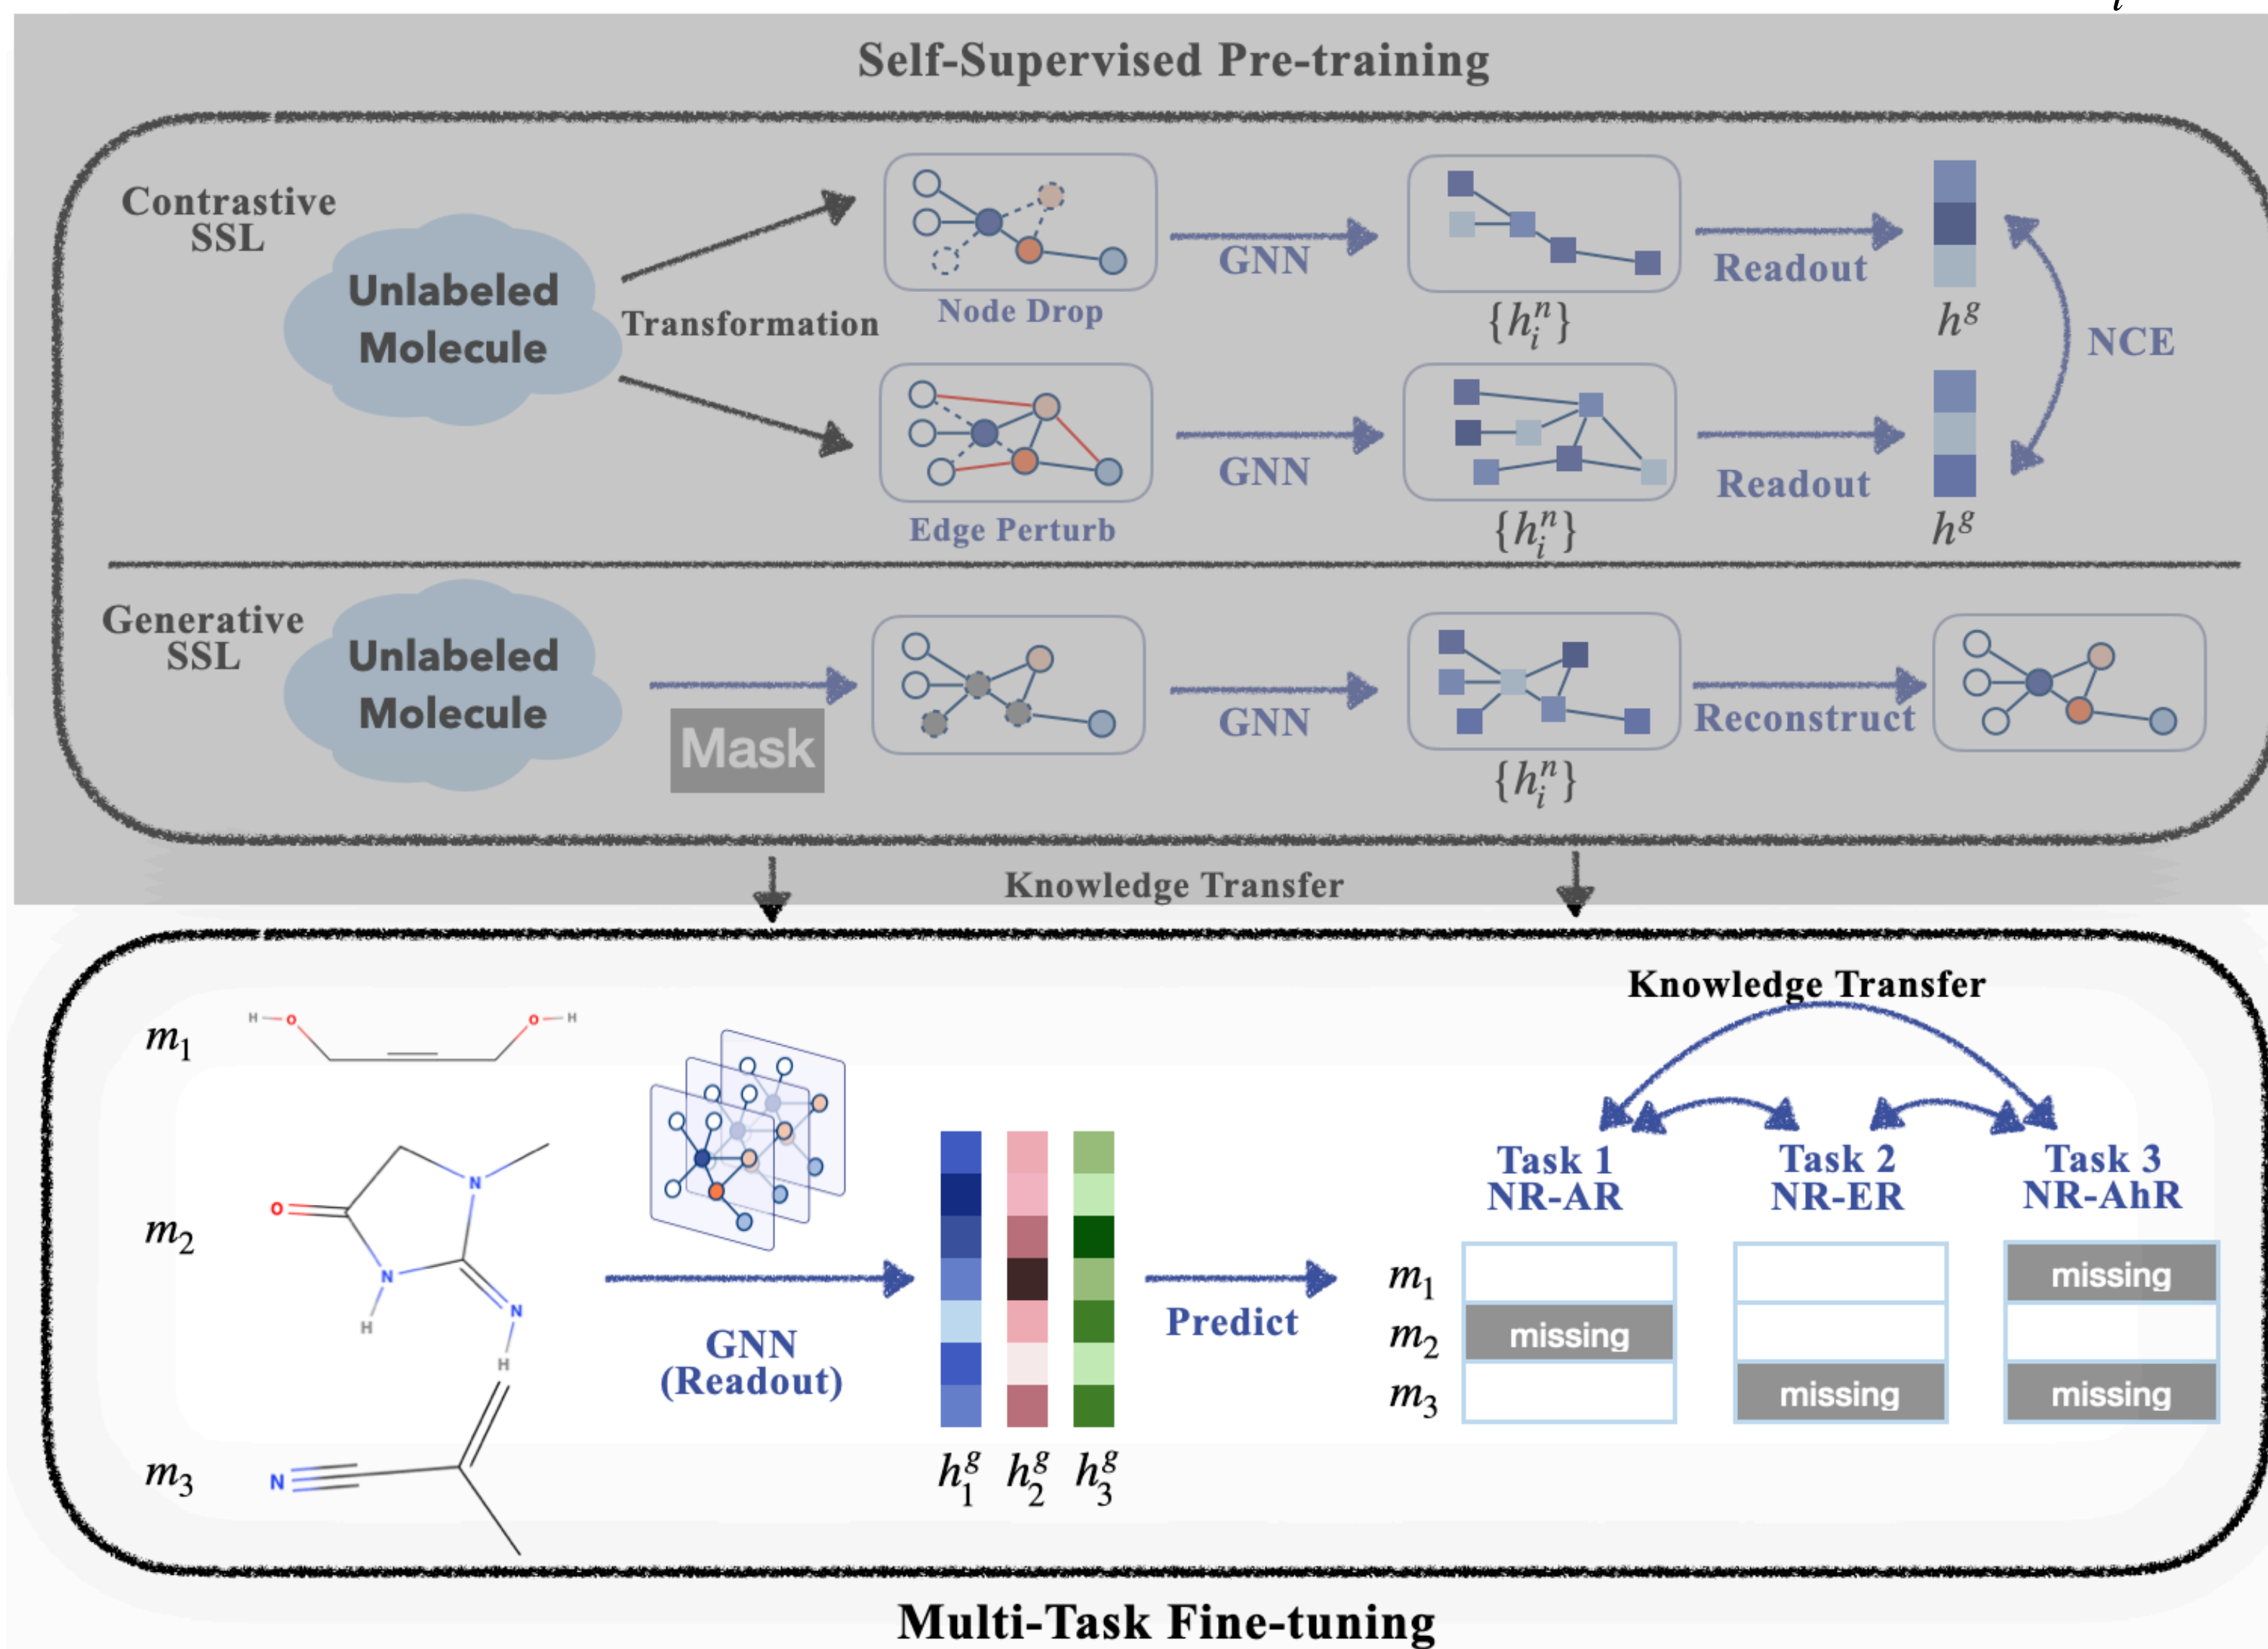 i
Self-Supervised Pre-training
Contrastive
SSL
Unlabeled
Molecule
Transformation
Node Drop
GNN
{h_i^n}
Readout
h^g
NCE
Edge Perturb
GNN
{h_i^n}
Readout
h^g
Generative
SSL
Unlabeled
Molecule
Mask
GNN
{h_i^n}
Reconstruct
Knowledge Transfer
Knowledge Transfer
m_1
H O O H
m_2
O N N H N H
m_3
N
GNN
(Readout)
h_1^g h_2^g h_3^g
Predict
Task 1
NR-AR
Task 2
NR-ER
Task 3
NR-AhR
m_1 missing
m_2 missing
m_3 missing missing
Multi-Task Fine-tuning